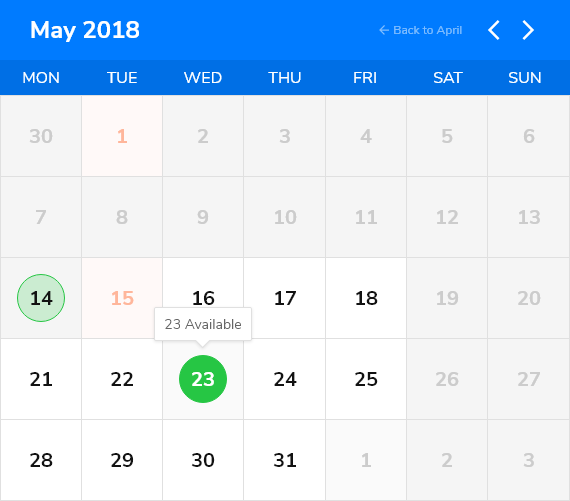 May 2018
← Back to April
MON TUE WED THU FRI SAT SUN
30 1 2 3 4 5 6
7 8 9 10 11 12 13
14 15 16 17 18 19 20
23 Available
21 22 23 24 25 26 27
28 29 30 31 1 2 3